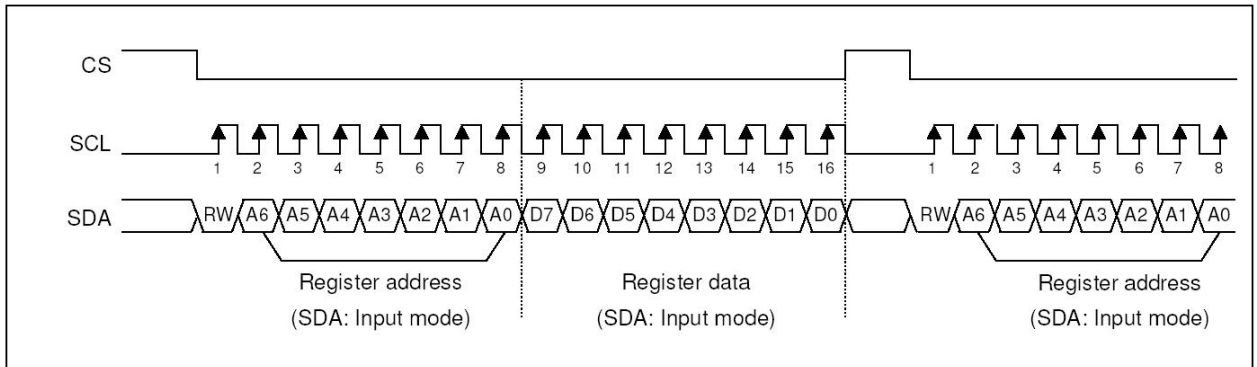 CS
SCL
1 2 3 4 5 6 7 8 9 10 11 12 13 14 15 16 1 2 3 4 5 6 7 8
SDA RW A6 A5 A4 A3 A2 A1 A0 D7 D6 D5 D4 D3 D2 D1 D0 RW A6 A5 A4 A3 A2 A1 A0
Register address Register data Register address
(SDA: Input mode) (SDA: Input mode) (SDA: Input mode)